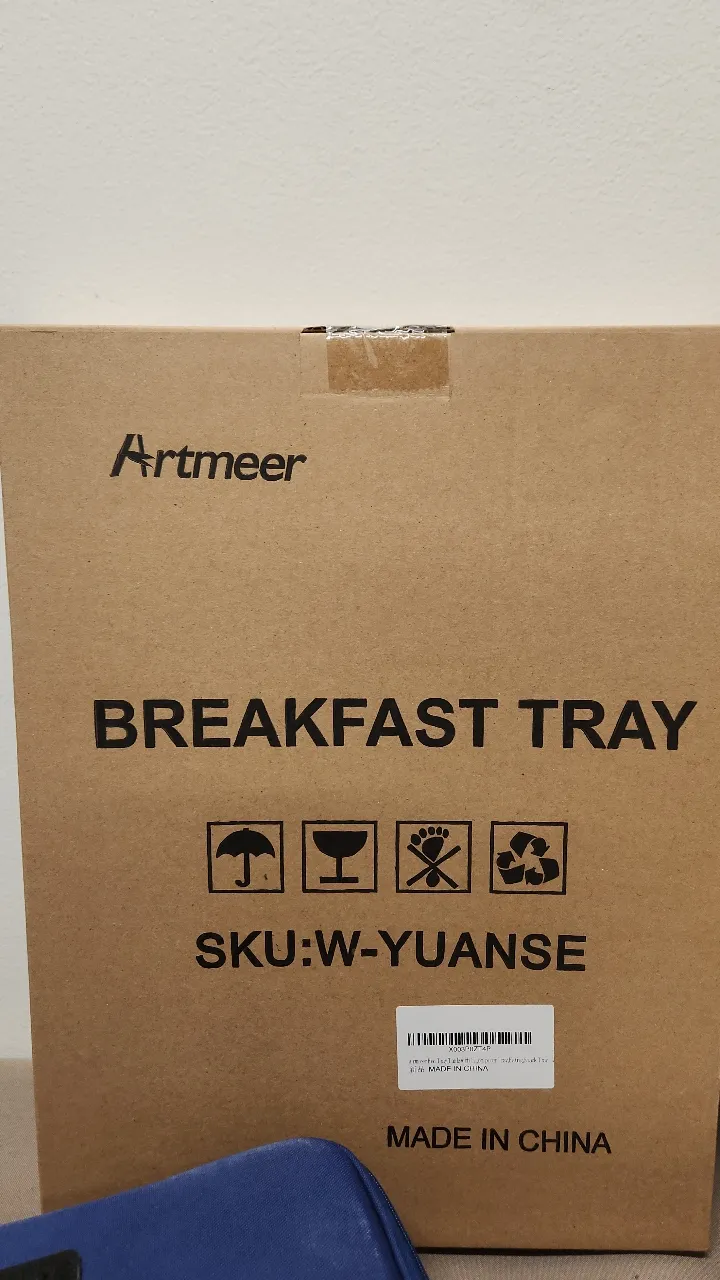 Artmeer
BREAKFAST TRAY
SKU:W-YUANSE
MADE IN CHINA
MADE IN CHINA